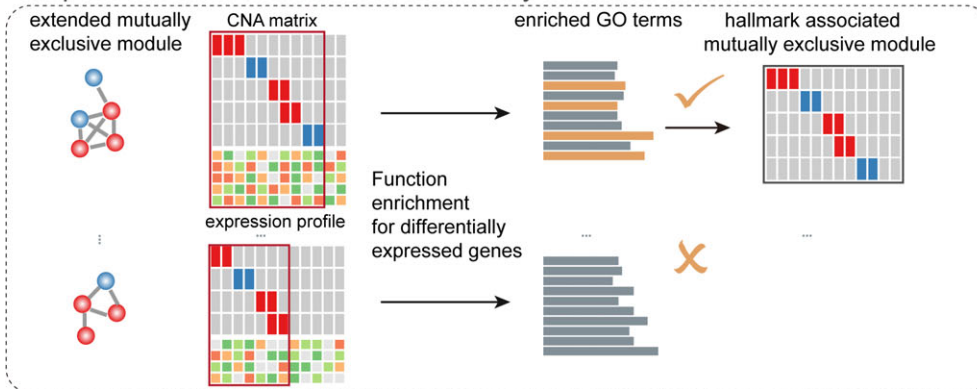 extended mutually
exclusive module
CNA matrix
enriched GO terms
hallmark associated
mutually exclusive module
expression profile
Function
enrichment
for differentially
expressed genes